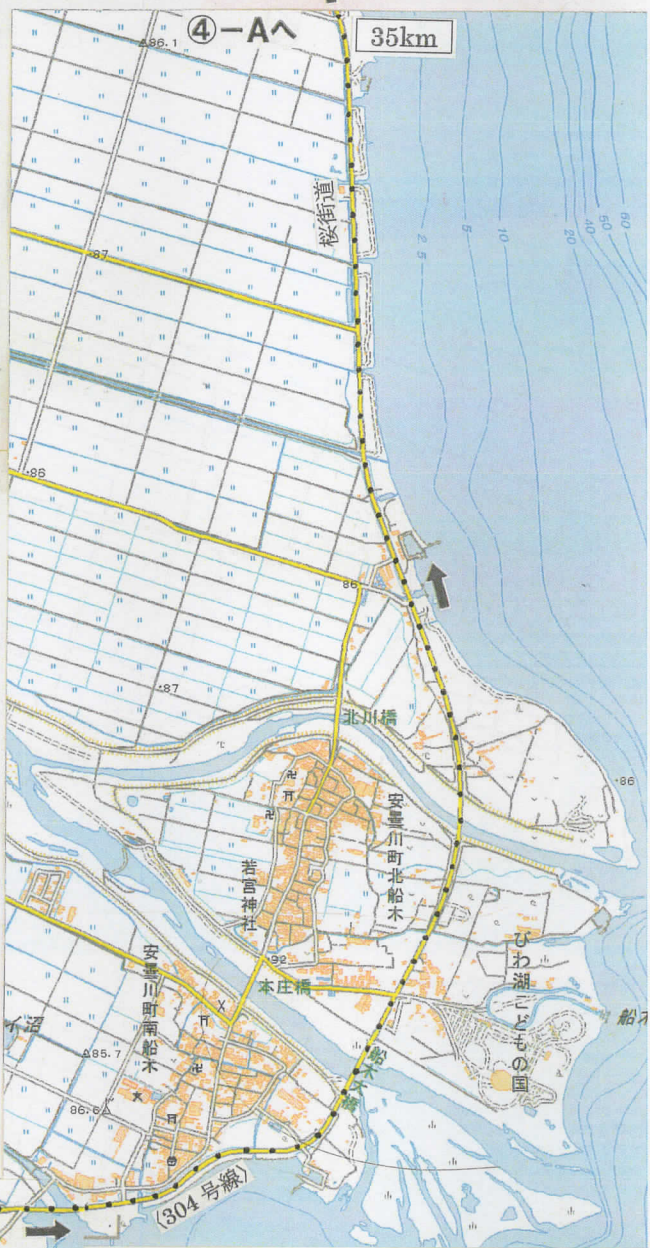 ④−Aへ
35km
△86.1
桜街道
・87
2.5
5
10
20
40
60
60
・86
86
・87
北川橋
・86
安曇川町北船木
若宮神社
・92
本庄橋
びわ湖こどもの国
安曇川町南船木
船木大橋
△85.7
86.6△
(304号線)